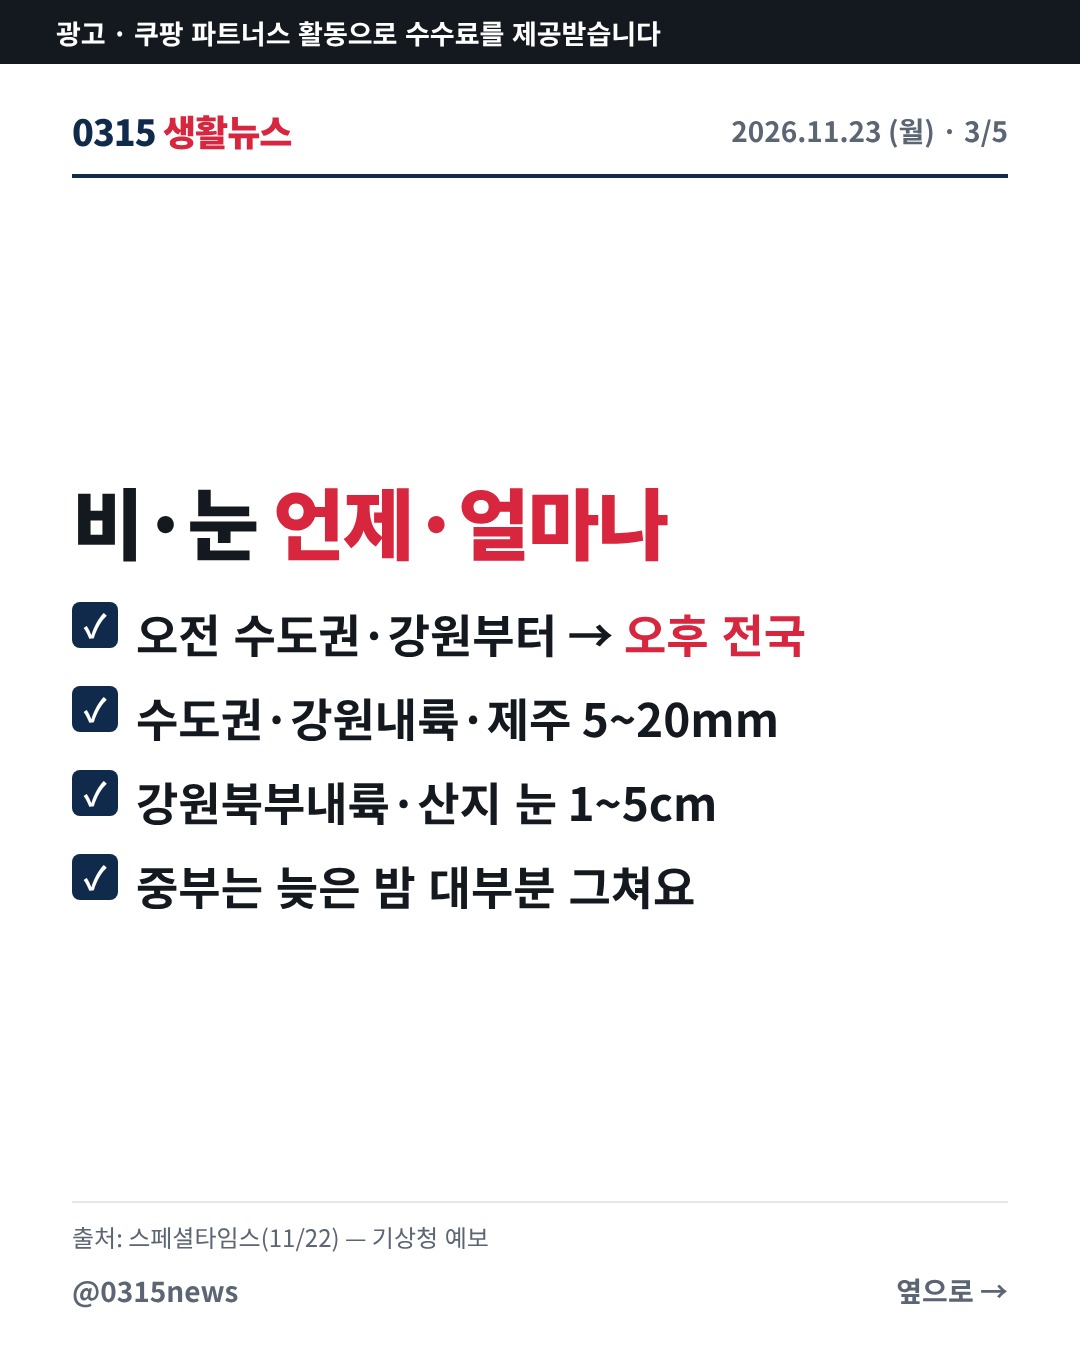 광고 · 쿠팡 파트너스 활동으로 수수료를 제공받습니다
0315 생활뉴스
2026.11.23 (월) · 3/5
비·눈 언제·얼마나
✓ 오전 수도권·강원부터 → 오후 전국
✓ 수도권·강원내륙·제주 5~20mm
✓ 강원북부내륙·산지 눈 1~5cm
✓ 중부는 늦은 밤 대부분 그쳐요
출처: 스페셜타임스(11/22) — 기상청 예보
@0315news
옆으로 →